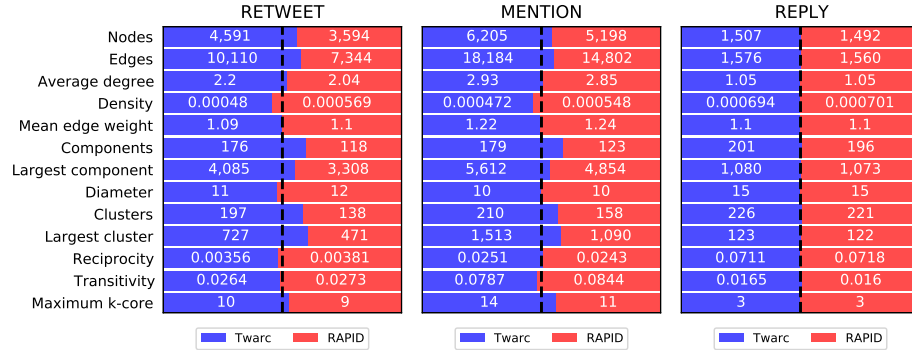 RETWEET MENTION REPLY
Nodes 4,591 3,594 6,205 5,198 1,507 1,492
Edges 10,110 7,344 18,184 14,802 1,576 1,560
Average degree 2.2 2.04 2.93 2.85 1.05 1.05
Density 0.00048 0.000569 0.000472 0.000548 0.000694 0.000701
Mean edge weight 1.09 1.1 1.22 1.24 1.1 1.1
Components 176 118 179 123 201 196
Largest component 4,085 3,308 5,612 4,854 1,080 1,073
Diameter 11 12 10 10 15 15
Clusters 197 138 210 158 226 221
Largest cluster 727 471 1,513 1,090 123 122
Reciprocity 0.00356 0.00381 0.0251 0.0243 0.0711 0.0718
Transitivity 0.0264 0.0273 0.0787 0.0844 0.0165 0.016
Maximum k-core 10 9 14 11 3 3
Twarc RAPID Twarc RAPID Twarc RAPID